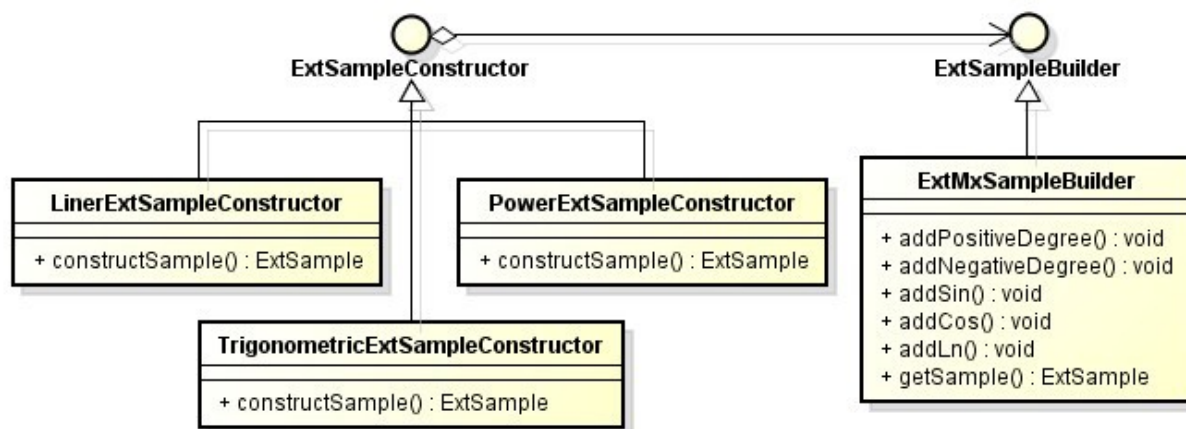 ExtSampleConstructor
ExtSampleBuilder
LinerExtSampleConstructor
+ constructSample() : ExtSample
PowerExtSampleConstructor
+ constructSample() : ExtSample
TrigonometricExtSampleConstructor
+ constructSample() : ExtSample
ExtMxSampleBuilder
+ addPositiveDegree() : void
+ addNegativeDegree() : void
+ addSin() : void
+ addCos() : void
+ addLn() : void
+ getSample() : ExtSample